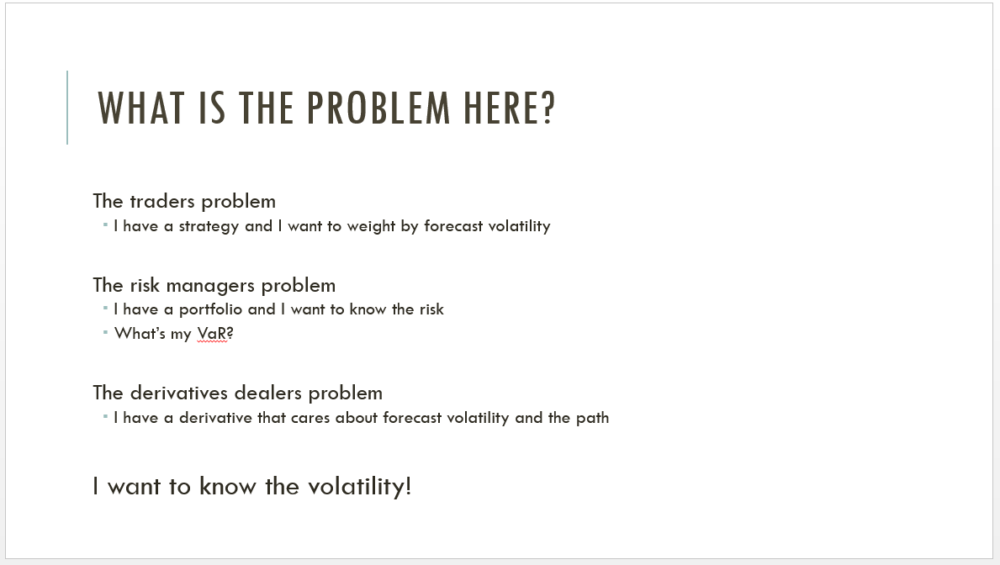 WHAT IS THE PROBLEM HERE?
The traders problem
▪ I have a strategy and I want to weight by forecast volatility
The risk managers problem
▪ I have a portfolio and I want to know the risk
▪ What’s my VaR?
The derivatives dealers problem
▪ I have a derivative that cares about forecast volatility and the path
I want to know the volatility!